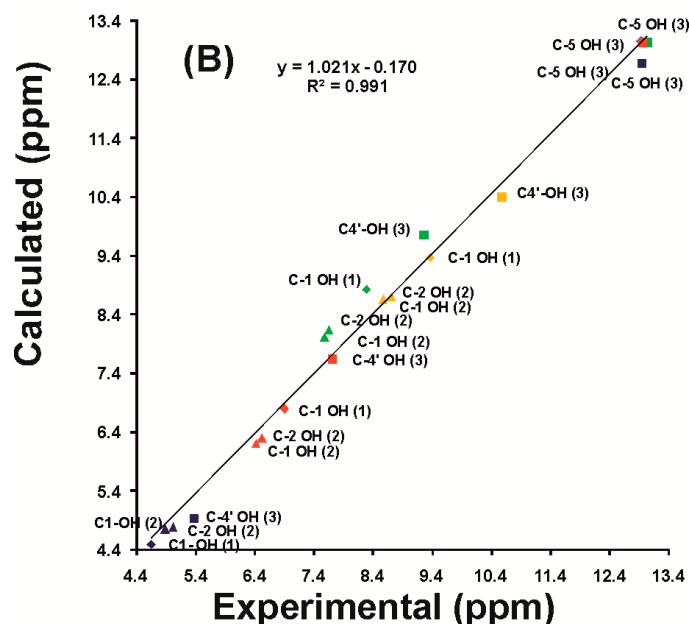 13.4
12.4
11.4
10.4
9.4
8.4
7.4
6.4
5.4
4.4
Calculated (ppm)
(B)
y = 1.021x - 0.170
R² = 0.991
C-5 OH (3)
C-5 OH (3)
C-5 OH (3)
C-5 OH (3)
C4'-OH (3)
C4'-OH (3)
C-1 OH (1)
C-1 OH (1)
C-2 OH (2)
C-1 OH (2)
C-2 OH (2)
C-1 OH (2)
C-4' OH (3)
C-1 OH (1)
C-2 OH (2)
C-1 OH (2)
C-4' OH (3)
C1-OH (2)
C-2 OH (2)
C1-OH (1)
4.4 5.4 6.4 7.4 8.4 9.4 10.4 11.4 12.4 13.4
Experimental (ppm)